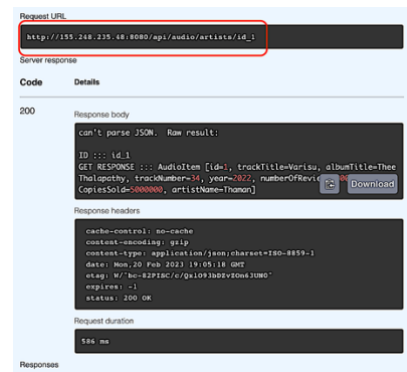 Request URL
http://155.248.235.48:8080/api/audio/artists/id_1
Server response
Code Details
200
Response body
can't parse JSON. Raw result:
ID ::: id_1
GET RESPONSE ::: AudioItem [id=1, trackTitle=Varisu, albumTitle=Thee
Thalapathy, trackNumber=34, year=2022, numberOfRevie
Download
CopiesSold=5000000, artistName=Thaman]
Response headers
cache-control: no-cache
content-encoding: gzip
content-type: application/json;charset=ISO-8859-1
date: Mon,20 Feb 2023 19:05:18 GMT
expires: -1
status: 200 OK
Request duration
586 ms
Responses